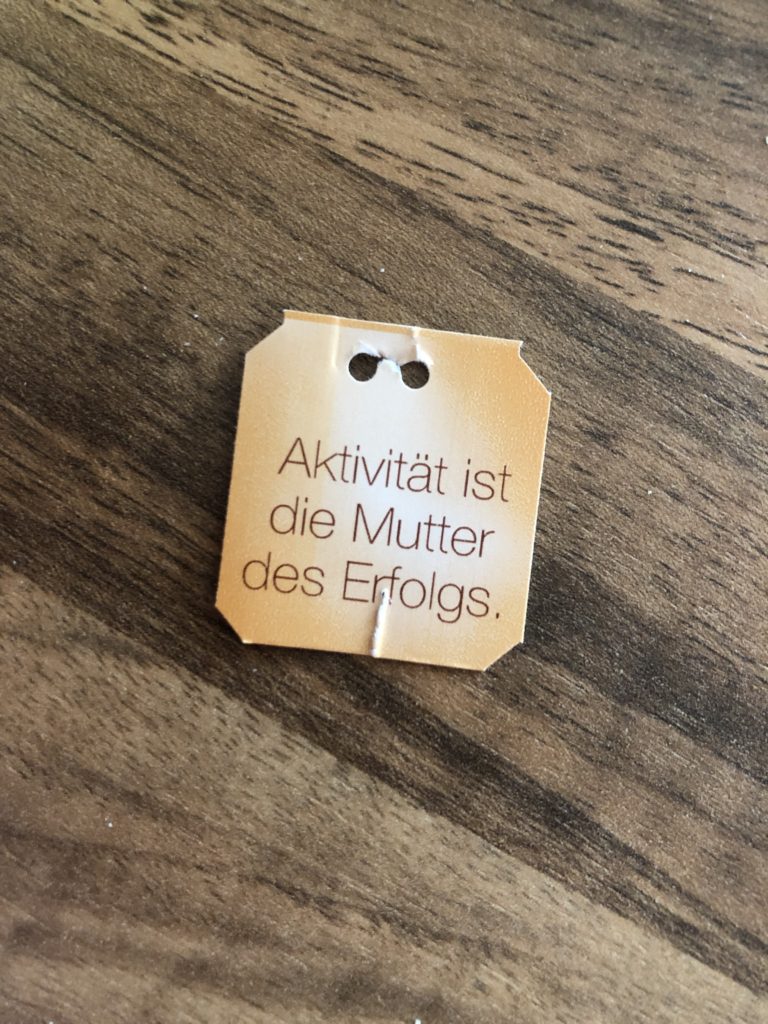 Aktivität ist
die Mutter
des Erfolgs.